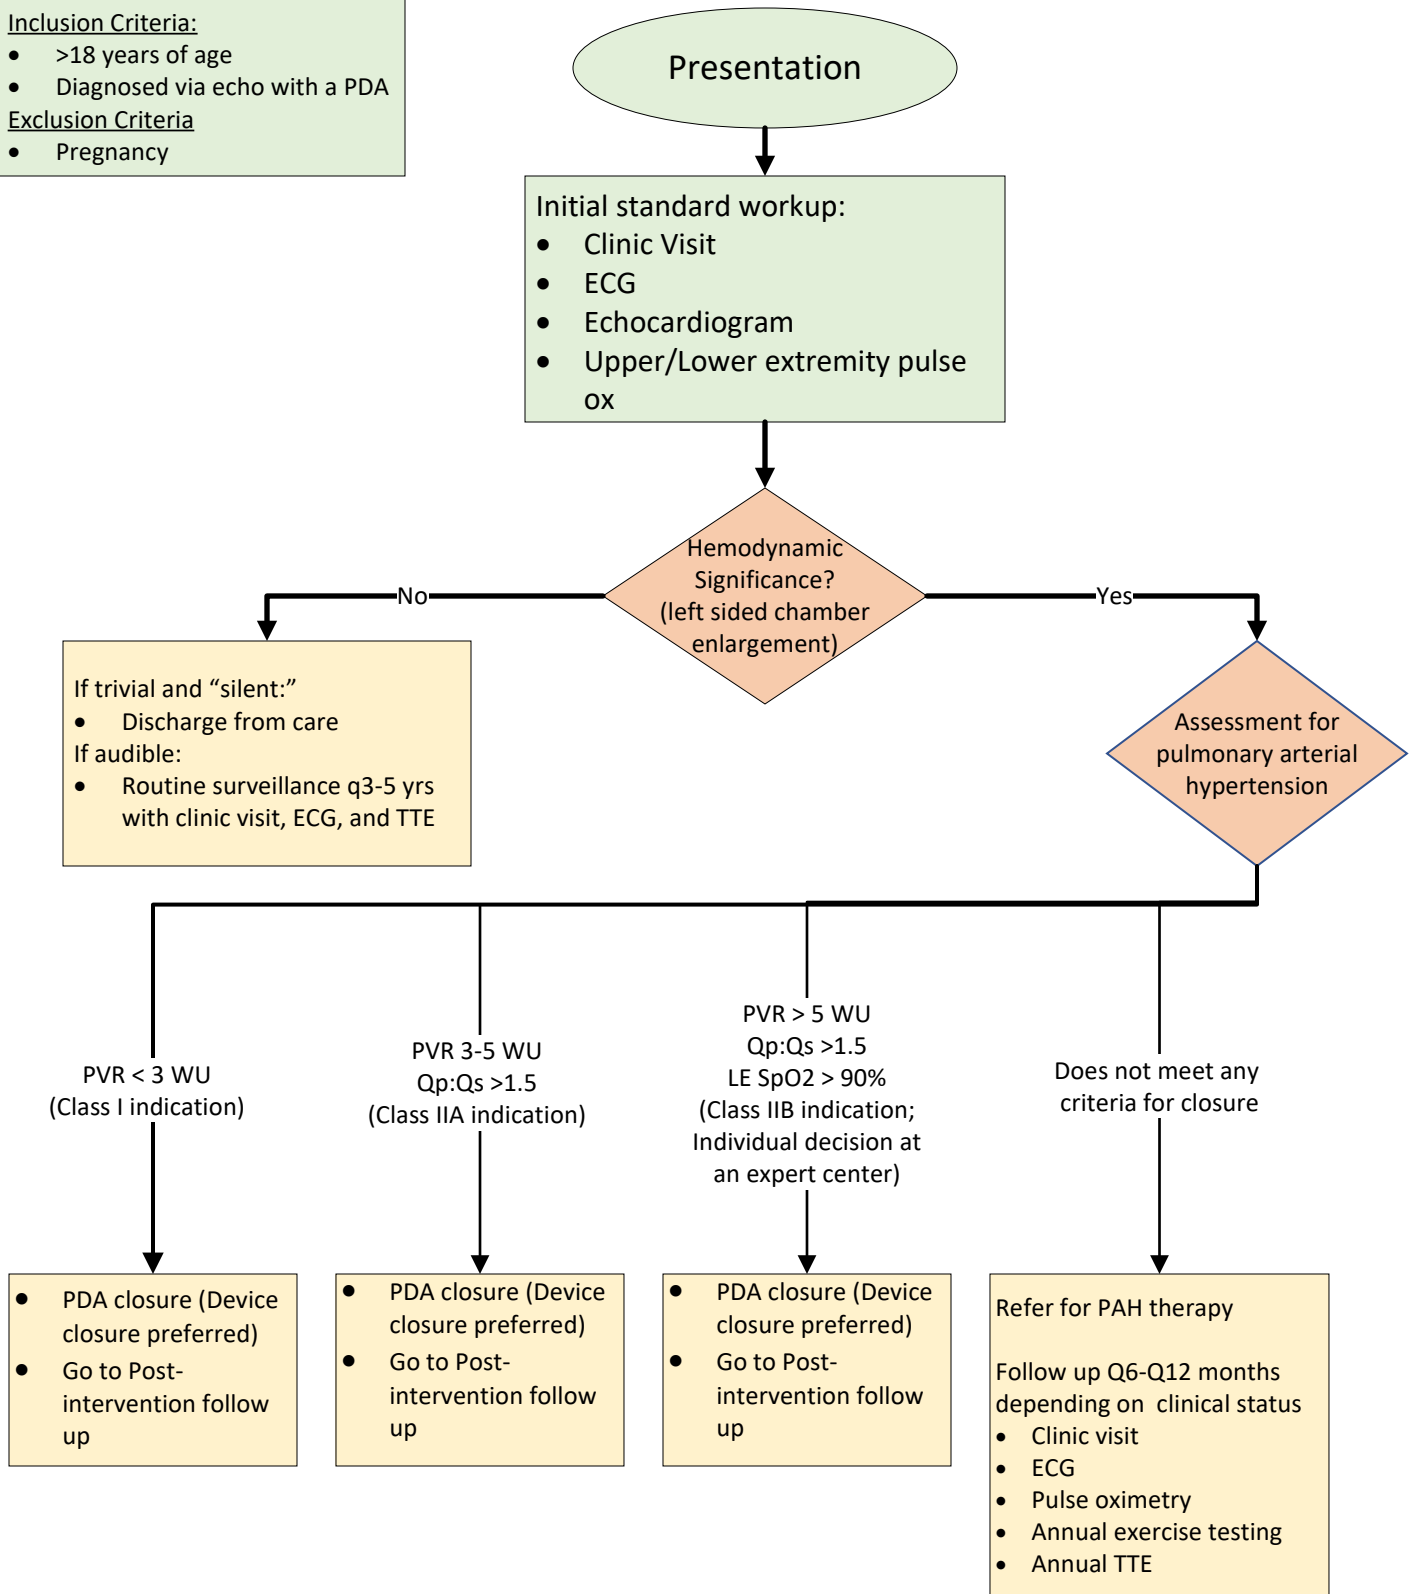 Inclusion Criteria:
• >18 years of age
• Diagnosed via echo with a PDA
Exclusion Criteria
• Pregnancy
Presentation
Initial standard workup:
• Clinic Visit
• ECG
• Echocardiogram
• Upper/Lower extremity pulse
ox
Hemodynamic
Significance?
(left sided chamber
enlargement)
No
Yes
If trivial and “silent:”
• Discharge from care
If audible:
• Routine surveillance q3-5 yrs
with clinic visit, ECG, and TTE
Assessment for
pulmonary arterial
hypertension
PVR < 3 WU
(Class I indication)
PVR 3-5 WU
Qp:Qs >1.5
(Class IIA indication)
PVR > 5 WU
Qp:Qs >1.5
LE SpO2 > 90%
(Class IIB indication;
Individual decision at
an expert center)
Does not meet any
criteria for closure
• PDA closure (Device
closure preferred)
• Go to Post-
intervention follow
up
• PDA closure (Device
closure preferred)
• Go to Post-
intervention follow
up
• PDA closure (Device
closure preferred)
• Go to Post-
intervention follow
up
Refer for PAH therapy
Follow up Q6-Q12 months
depending on clinical status
• Clinic visit
• ECG
• Pulse oximetry
• Annual exercise testing
• Annual TTE